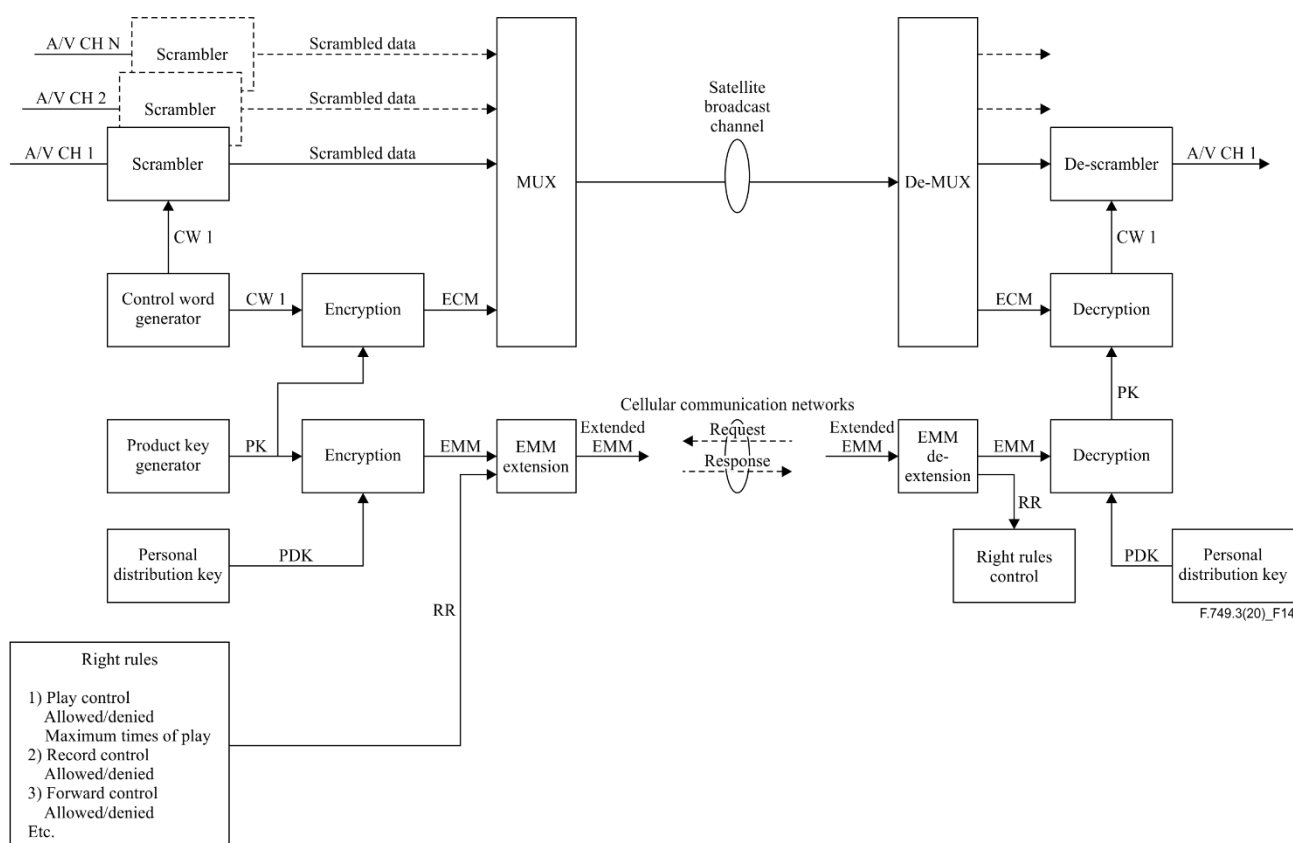 A/V CH N
Scrambler
Scrambled data
A/V CH 2
Scrambler
Scrambled data
A/V CH 1
Scrambler
Scrambled data
MUX
Satellite
broadcast
channel
De-MUX
De-scrambler
A/V CH 1
CW 1
CW 1
Control word
generator
CW 1
Encryption
ECM
ECM
Decryption
PK
Cellular communication networks
Product key
generator
PK
Encryption
EMM
EMM
extension
Extended
EMM
Request
Response
Extended
EMM
EMM
de-
extension
EMM
Decryption
RR
Personal
distribution key
PDK
Right rules
control
PDK
Personal
distribution key
RR
F.749.3(20)_F14
Right rules
1) Play control
Allowed/denied
Maximum times of play
2) Record control
Allowed/denied
3) Forward control
Allowed/denied
Etc.